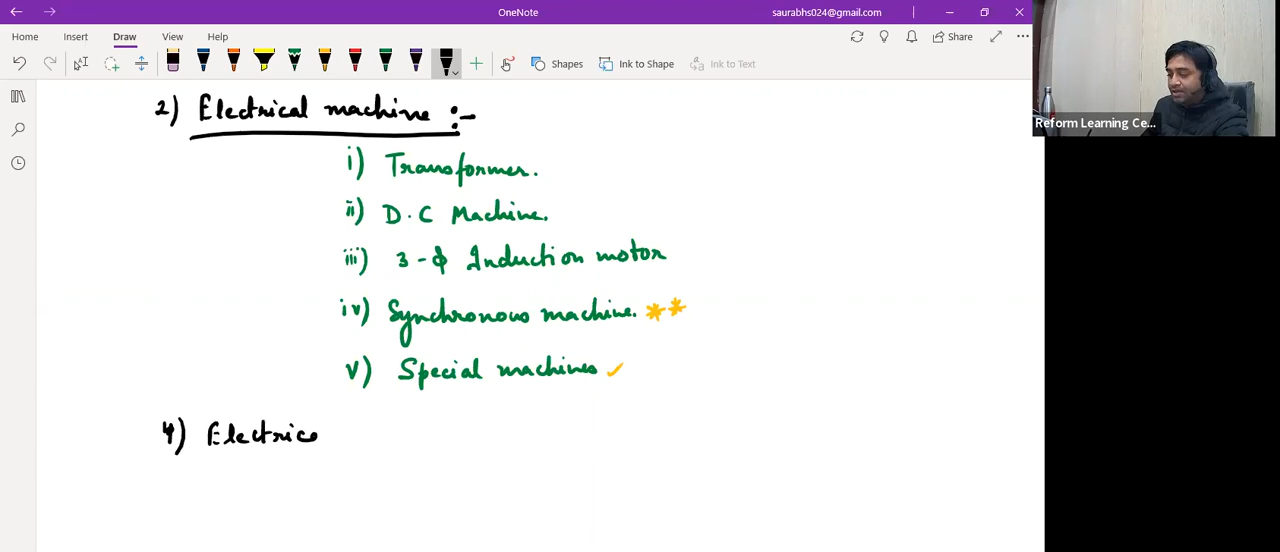 OneNote
saurabhs024@gmail.com
Home Insert Draw View Help
Share
Shapes
Ink to Shape
Ink to Text
Reform Learning Ce...
2) Electrical machine :-
i) Transformer.
ii) D.C Machine.
iii) 3-ϕ Induction motor
iv) Synchronous machine. **
v) Special machines ✓
4) Electrica